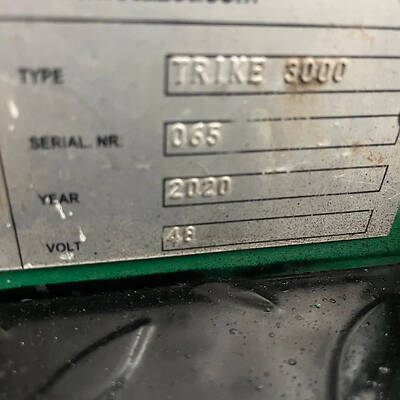 TYPE TRIKE 3000
SERIAL. NR. 065
YEAR 2020
VOLT 48